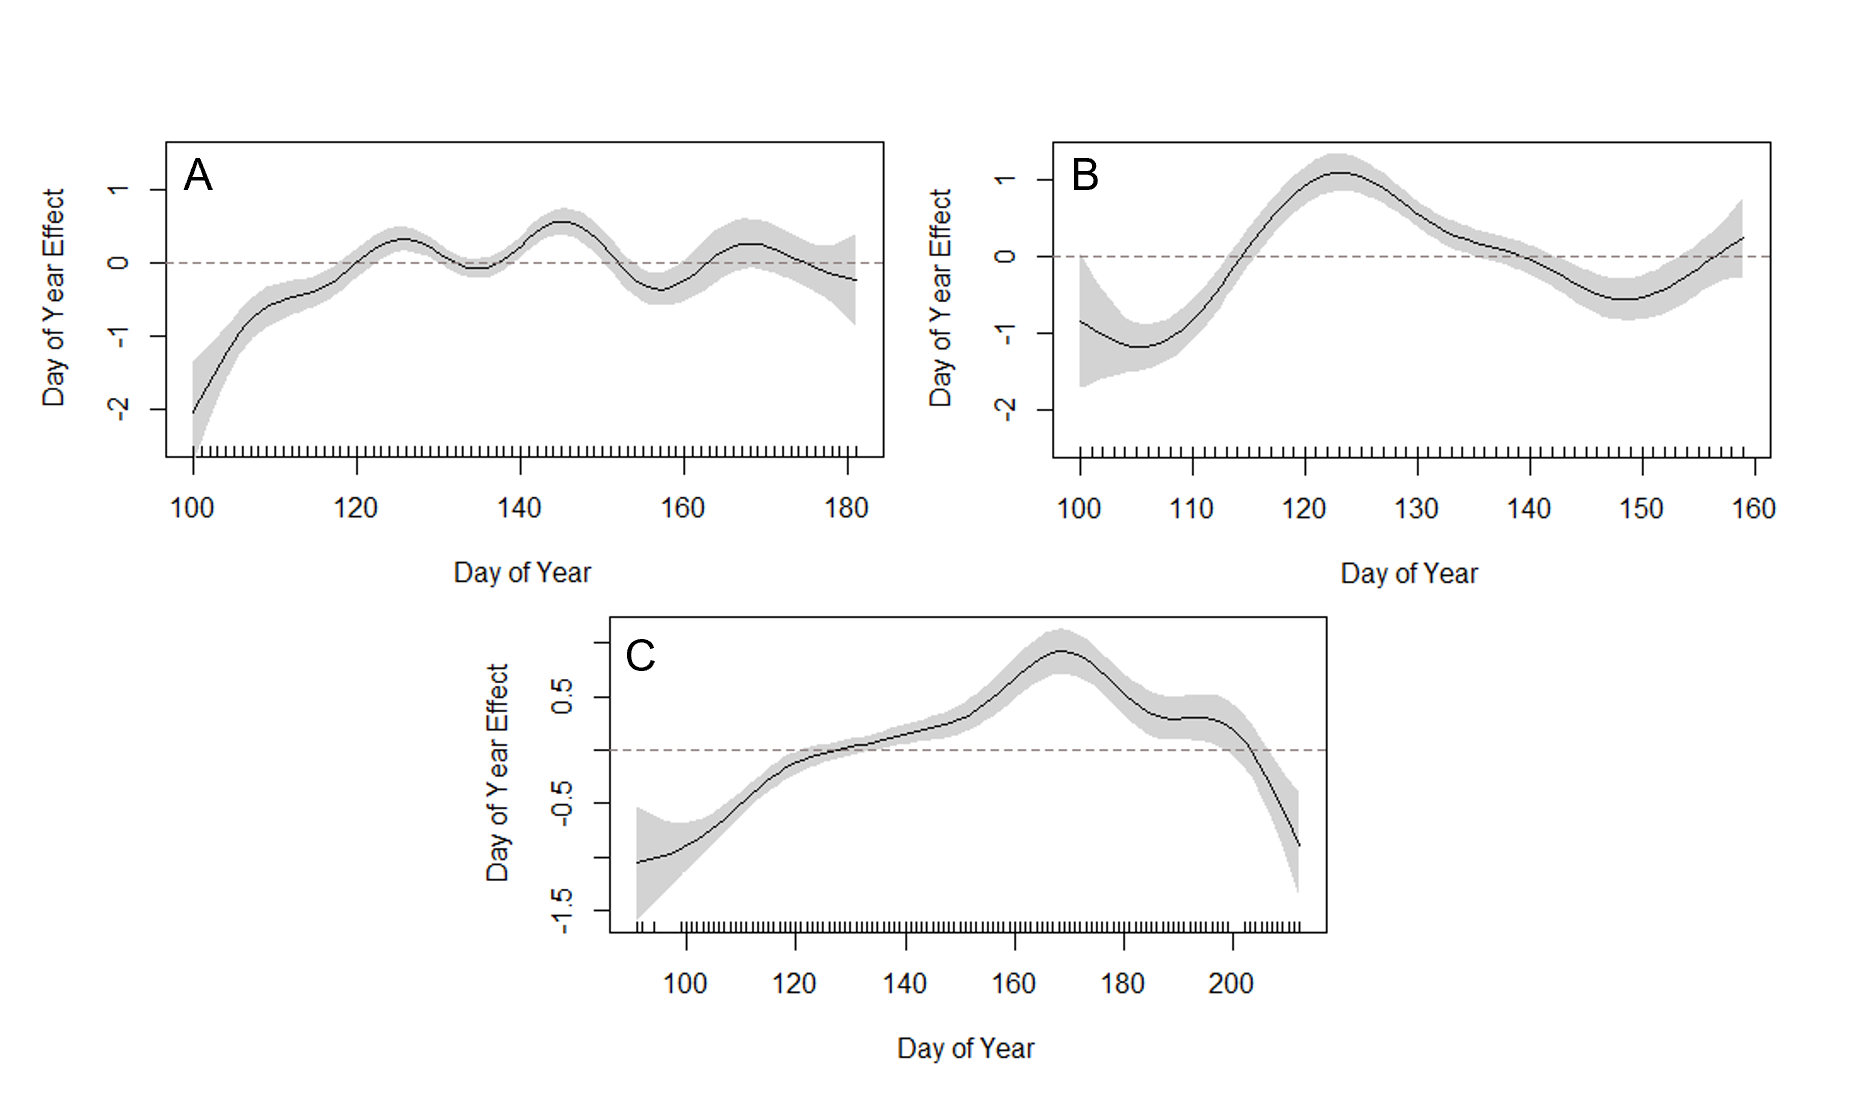 A
Day of Year Effect
1
0
-1
-2
100 120 140 160 180
Day of Year
B
Day of Year Effect
1
0
-1
-2
100 110 120 130 140 150 160
Day of Year
C
Day of Year Effect
0.5
-0.5
-1.5
100 120 140 160 180 200
Day of Year